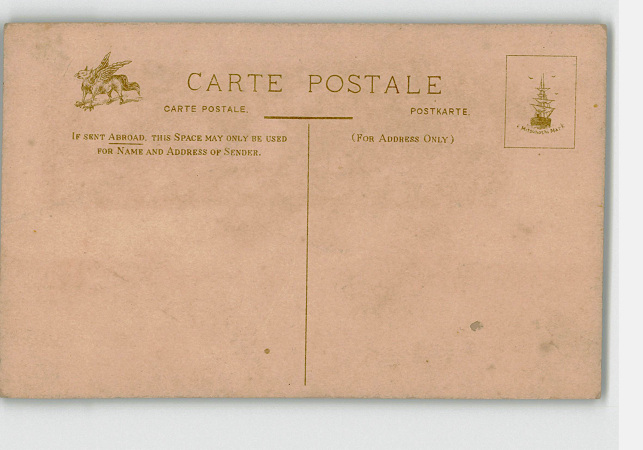 CARTE POSTALE
CARTE POSTALE. POSTKARTE.
IF SENT ABROAD, THIS SPACE MAY ONLY BE USED
FOR NAME AND ADDRESS OF SENDER.
(FOR ADDRESS ONLY)